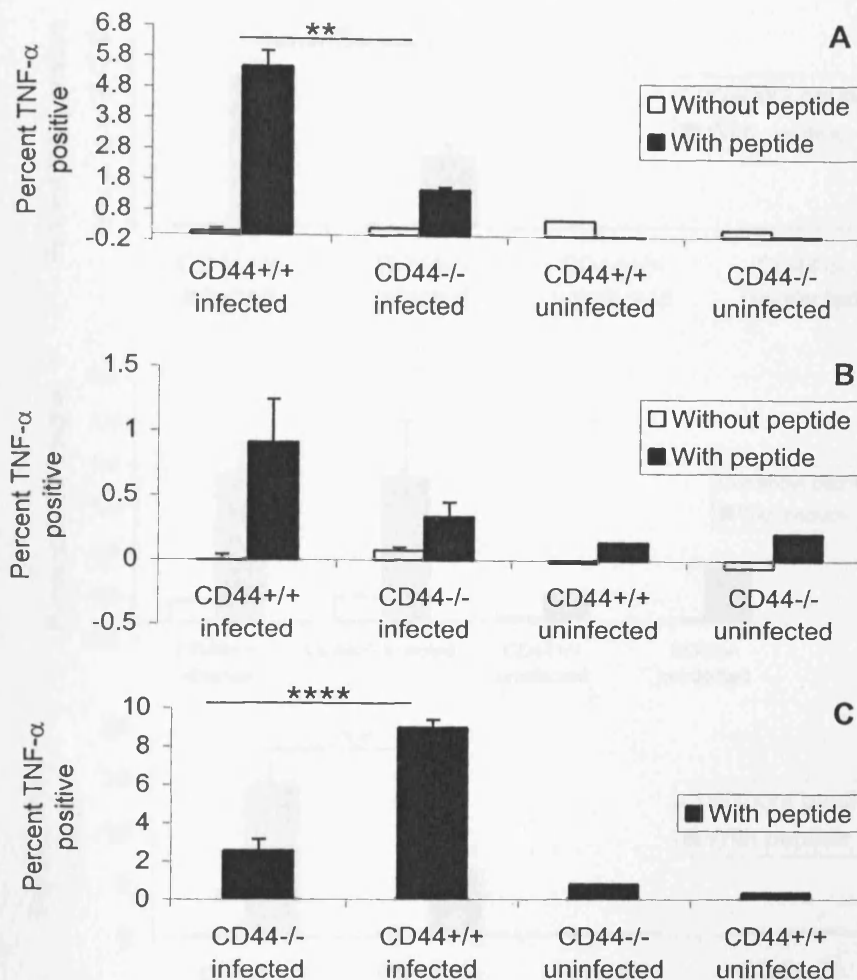 A
6.8
5.8
4.8
3.8
2.8
1.8
0.8
-0.2
Percent TNF-α
positive
**
Without peptide
With peptide
CD44+/+
infected
CD44-/-
infected
CD44+/+
uninfected
CD44-/-
uninfected
B
1.5
1
0.5
0
-0.5
Percent TNF-α
positive
Without peptide
With peptide
CD44+/+
infected
CD44-/-
infected
CD44+/+
uninfected
CD44-/-
uninfected
C
10
8
6
4
2
0
Percent TNF-α
positive
****
With peptide
CD44-/-
infected
CD44+/+
infected
CD44-/-
uninfected
CD44+/+
uninfected